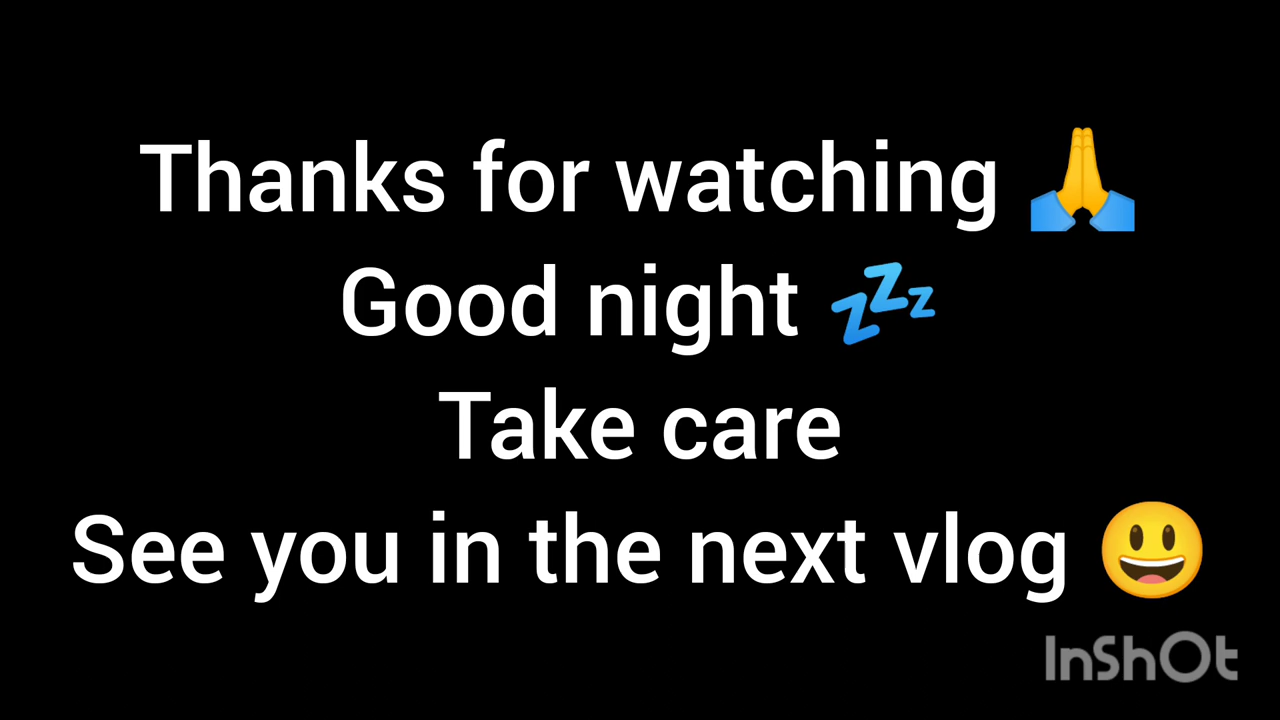 Thanks for watching 🙏
Good night 💤
Take care
See you in the next vlog 😃
InShOt